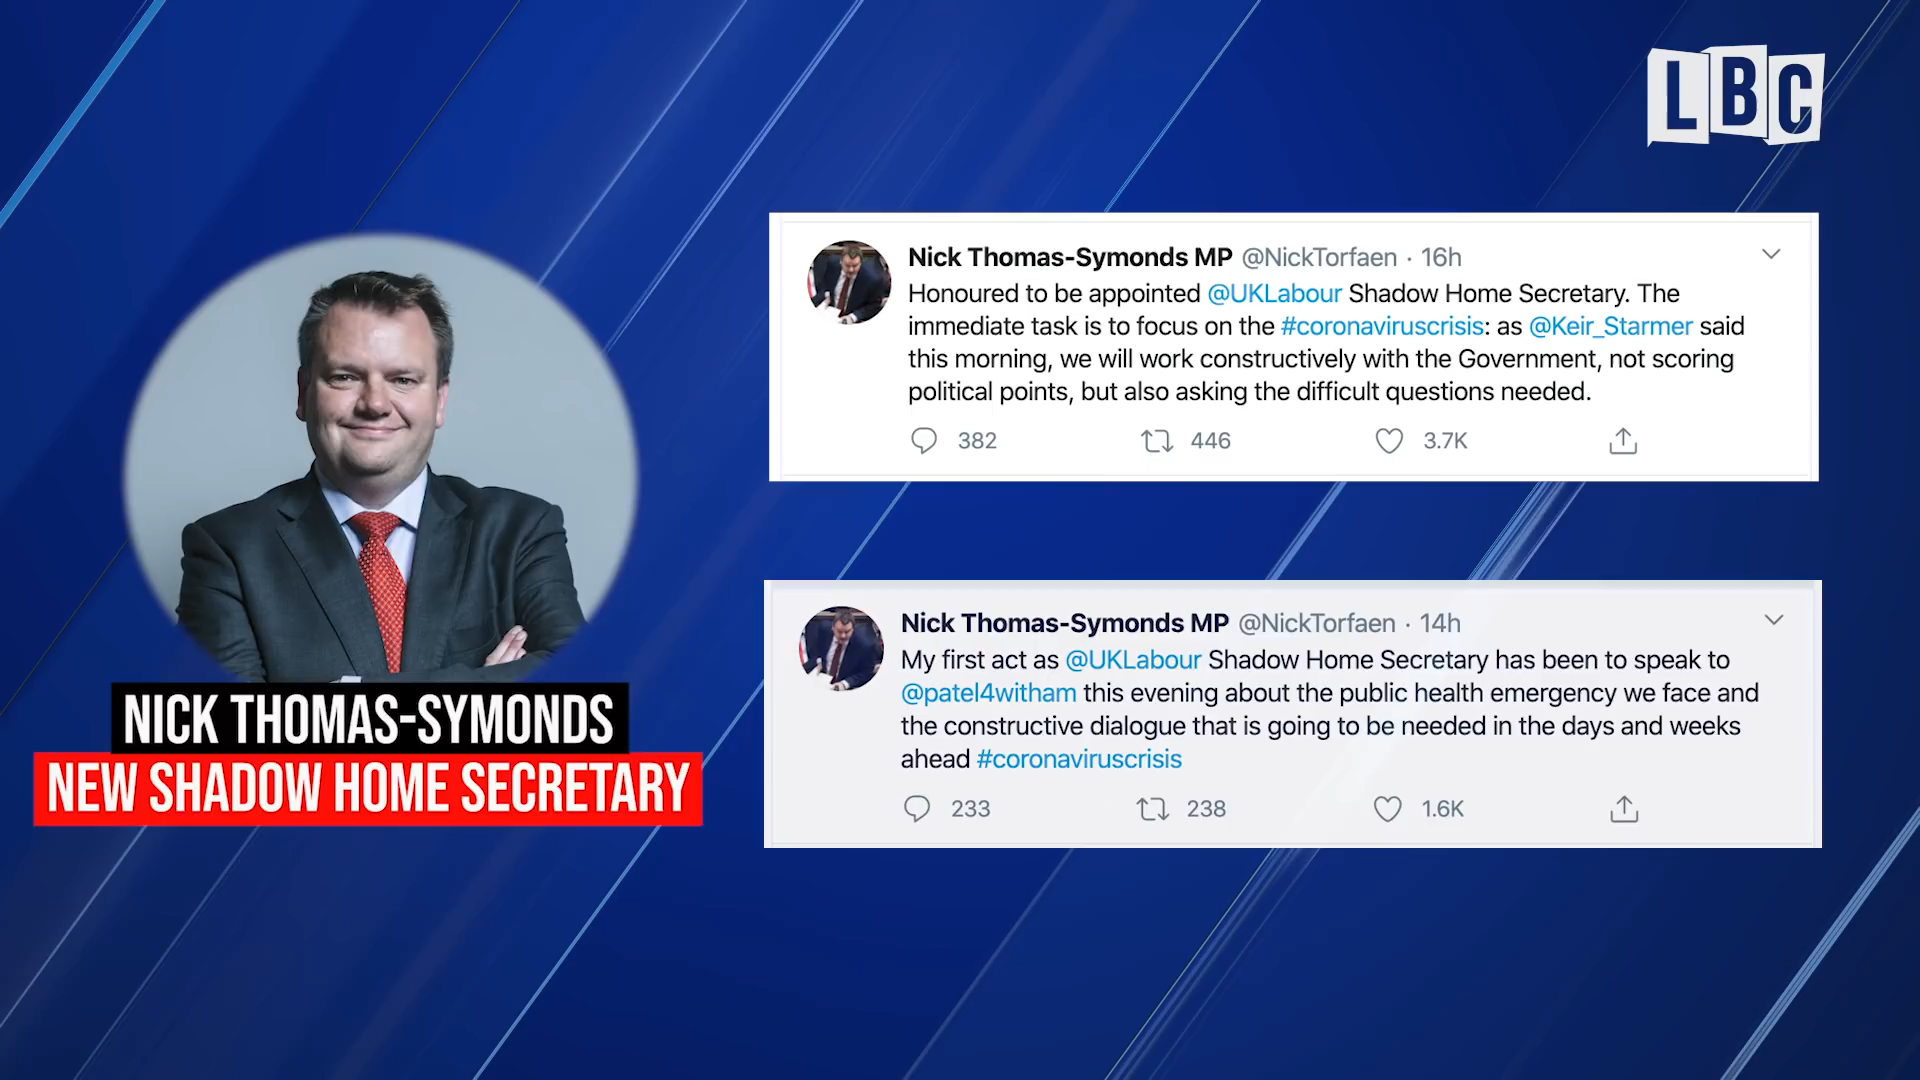 LBC
NICK THOMAS-SYMONDS
NEW SHADOW HOME SECRETARY
Nick Thomas-Symonds MP @NickTorfaen · 16h
Honoured to be appointed @UKLabour Shadow Home Secretary. The
immediate task is to focus on the #coronaviruscrisis: as @Keir_Starmer said
this morning, we will work constructively with the Government, not scoring
political points, but also asking the difficult questions needed.
382 446 3.7K
Nick Thomas-Symonds MP @NickTorfaen · 14h
My first act as @UKLabour Shadow Home Secretary has been to speak to
@patel4witham this evening about the public health emergency we face and
the constructive dialogue that is going to be needed in the days and weeks
ahead #coronaviruscrisis
233 238 1.6K